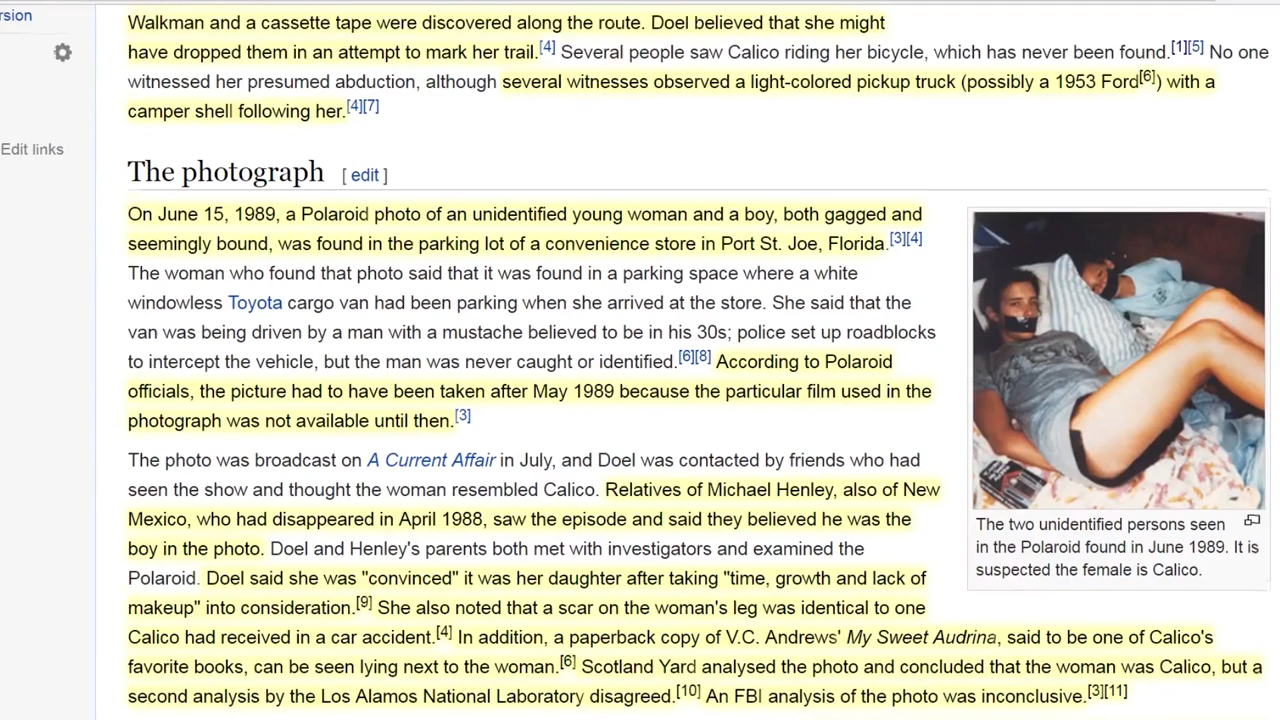 rsion
Walkman and a cassette tape were discovered along the route. Doel believed that she might
have dropped them in an attempt to mark her trail.[4] Several people saw Calico riding her bicycle, which has never been found.[1][5] No one
witnessed her presumed abduction, although several witnesses observed a light-colored pickup truck (possibly a 1953 Ford[6]) with a
camper shell following her.[4][7]
Edit links
The photograph [ edit ]
On June 15, 1989, a Polaroid photo of an unidentified young woman and a boy, both gagged and
seemingly bound, was found in the parking lot of a convenience store in Port St. Joe, Florida.[3][4]
The woman who found that photo said that it was found in a parking space where a white
windowless Toyota cargo van had been parking when she arrived at the store. She said that the
van was being driven by a man with a mustache believed to be in his 30s; police set up roadblocks
to intercept the vehicle, but the man was never caught or identified.[6][8] According to Polaroid
officials, the picture had to have been taken after May 1989 because the particular film used in the
photograph was not available until then.[3]
The photo was broadcast on A Current Affair in July, and Doel was contacted by friends who had
seen the show and thought the woman resembled Calico. Relatives of Michael Henley, also of New
Mexico, who had disappeared in April 1988, saw the episode and said they believed he was the
boy in the photo. Doel and Henley's parents both met with investigators and examined the
Polaroid. Doel said she was "convinced" it was her daughter after taking "time, growth and lack of
makeup" into consideration.[9] She also noted that a scar on the woman's leg was identical to one
Calico had received in a car accident.[4] In addition, a paperback copy of V.C. Andrews' My Sweet Audrina, said to be one of Calico's
favorite books, can be seen lying next to the woman.[6] Scotland Yard analysed the photo and concluded that the woman was Calico, but a
second analysis by the Los Alamos National Laboratory disagreed.[10] An FBI analysis of the photo was inconclusive.[3][11]
The two unidentified persons seen
in the Polaroid found in June 1989. It is
suspected the female is Calico.